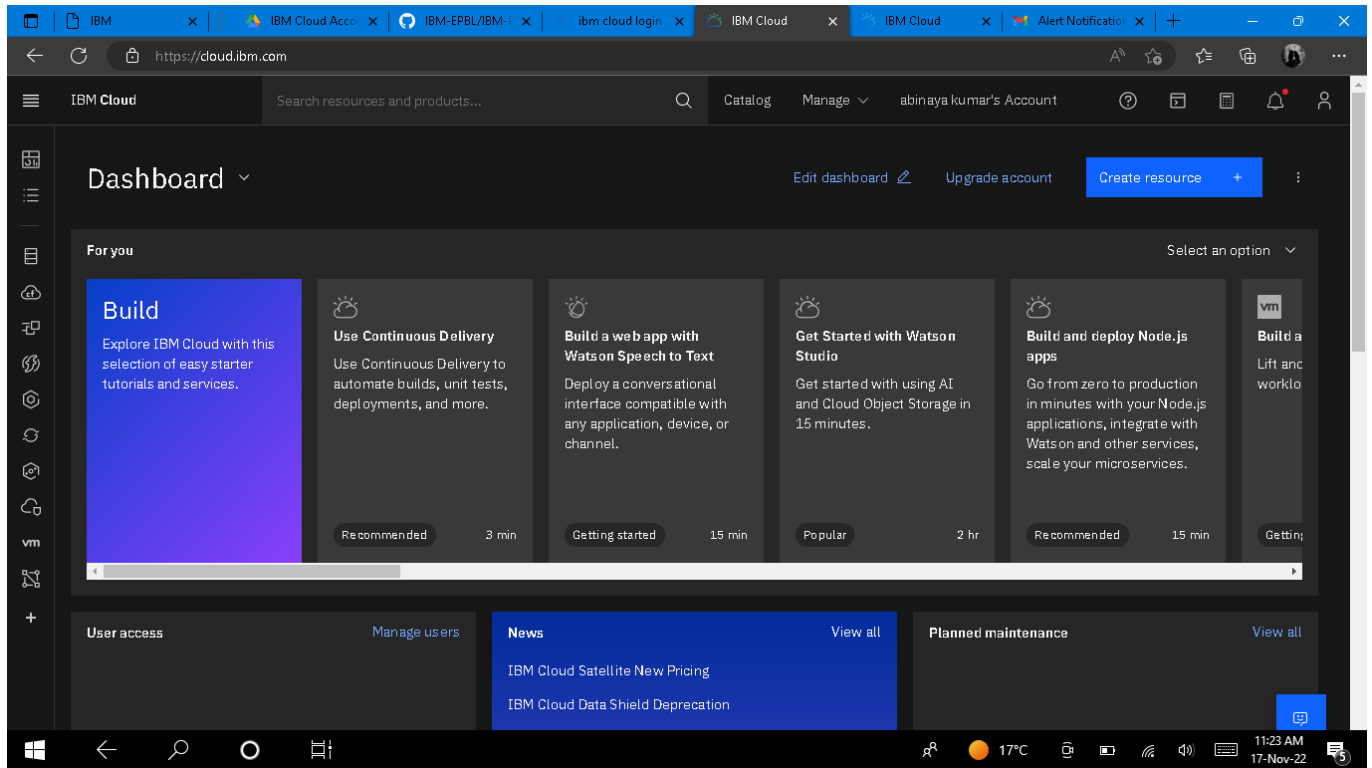 IBM
IBM Cloud Acco
IBM-EPBL/IBM-
ibm cloud login
IBM Cloud
IBM Cloud
Alert Notification
https://cloud.ibm.com
IBM Cloud
Search resources and products...
Catalog
Manage
abinaya kumar's Account
Dashboard
Edit dashboard
Upgrade account
Create resource +
For you
Select an option
Build
Explore IBM Cloud with this
selection of easy starter
tutorials and services.
Use Continuous Delivery
Use Continuous Delivery to
automate builds, unit tests,
deployments, and more.
Recommended
3 min
Build a web app with
Watson Speech to Text
Deploy a conversational
interface compatible with
any application, device, or
channel.
Getting started
15 min
Get Started with Watson
Studio
Get started with using AI
and Cloud Object Storage in
15 minutes.
Popular
2 hr
Build and deploy Node.js
apps
Go from zero to production
in minutes with your Node.js
applications, integrate with
Watson and other services,
scale your microservices.
Recommended
15 min
vm
Build a
Lift and
worklo
Getting
cf
vm
User access
Manage users
News
View all
IBM Cloud Satellite New Pricing
IBM Cloud Data Shield Deprecation
Planned maintenance
View all
17°C
11:23 AM
17-Nov-22
5